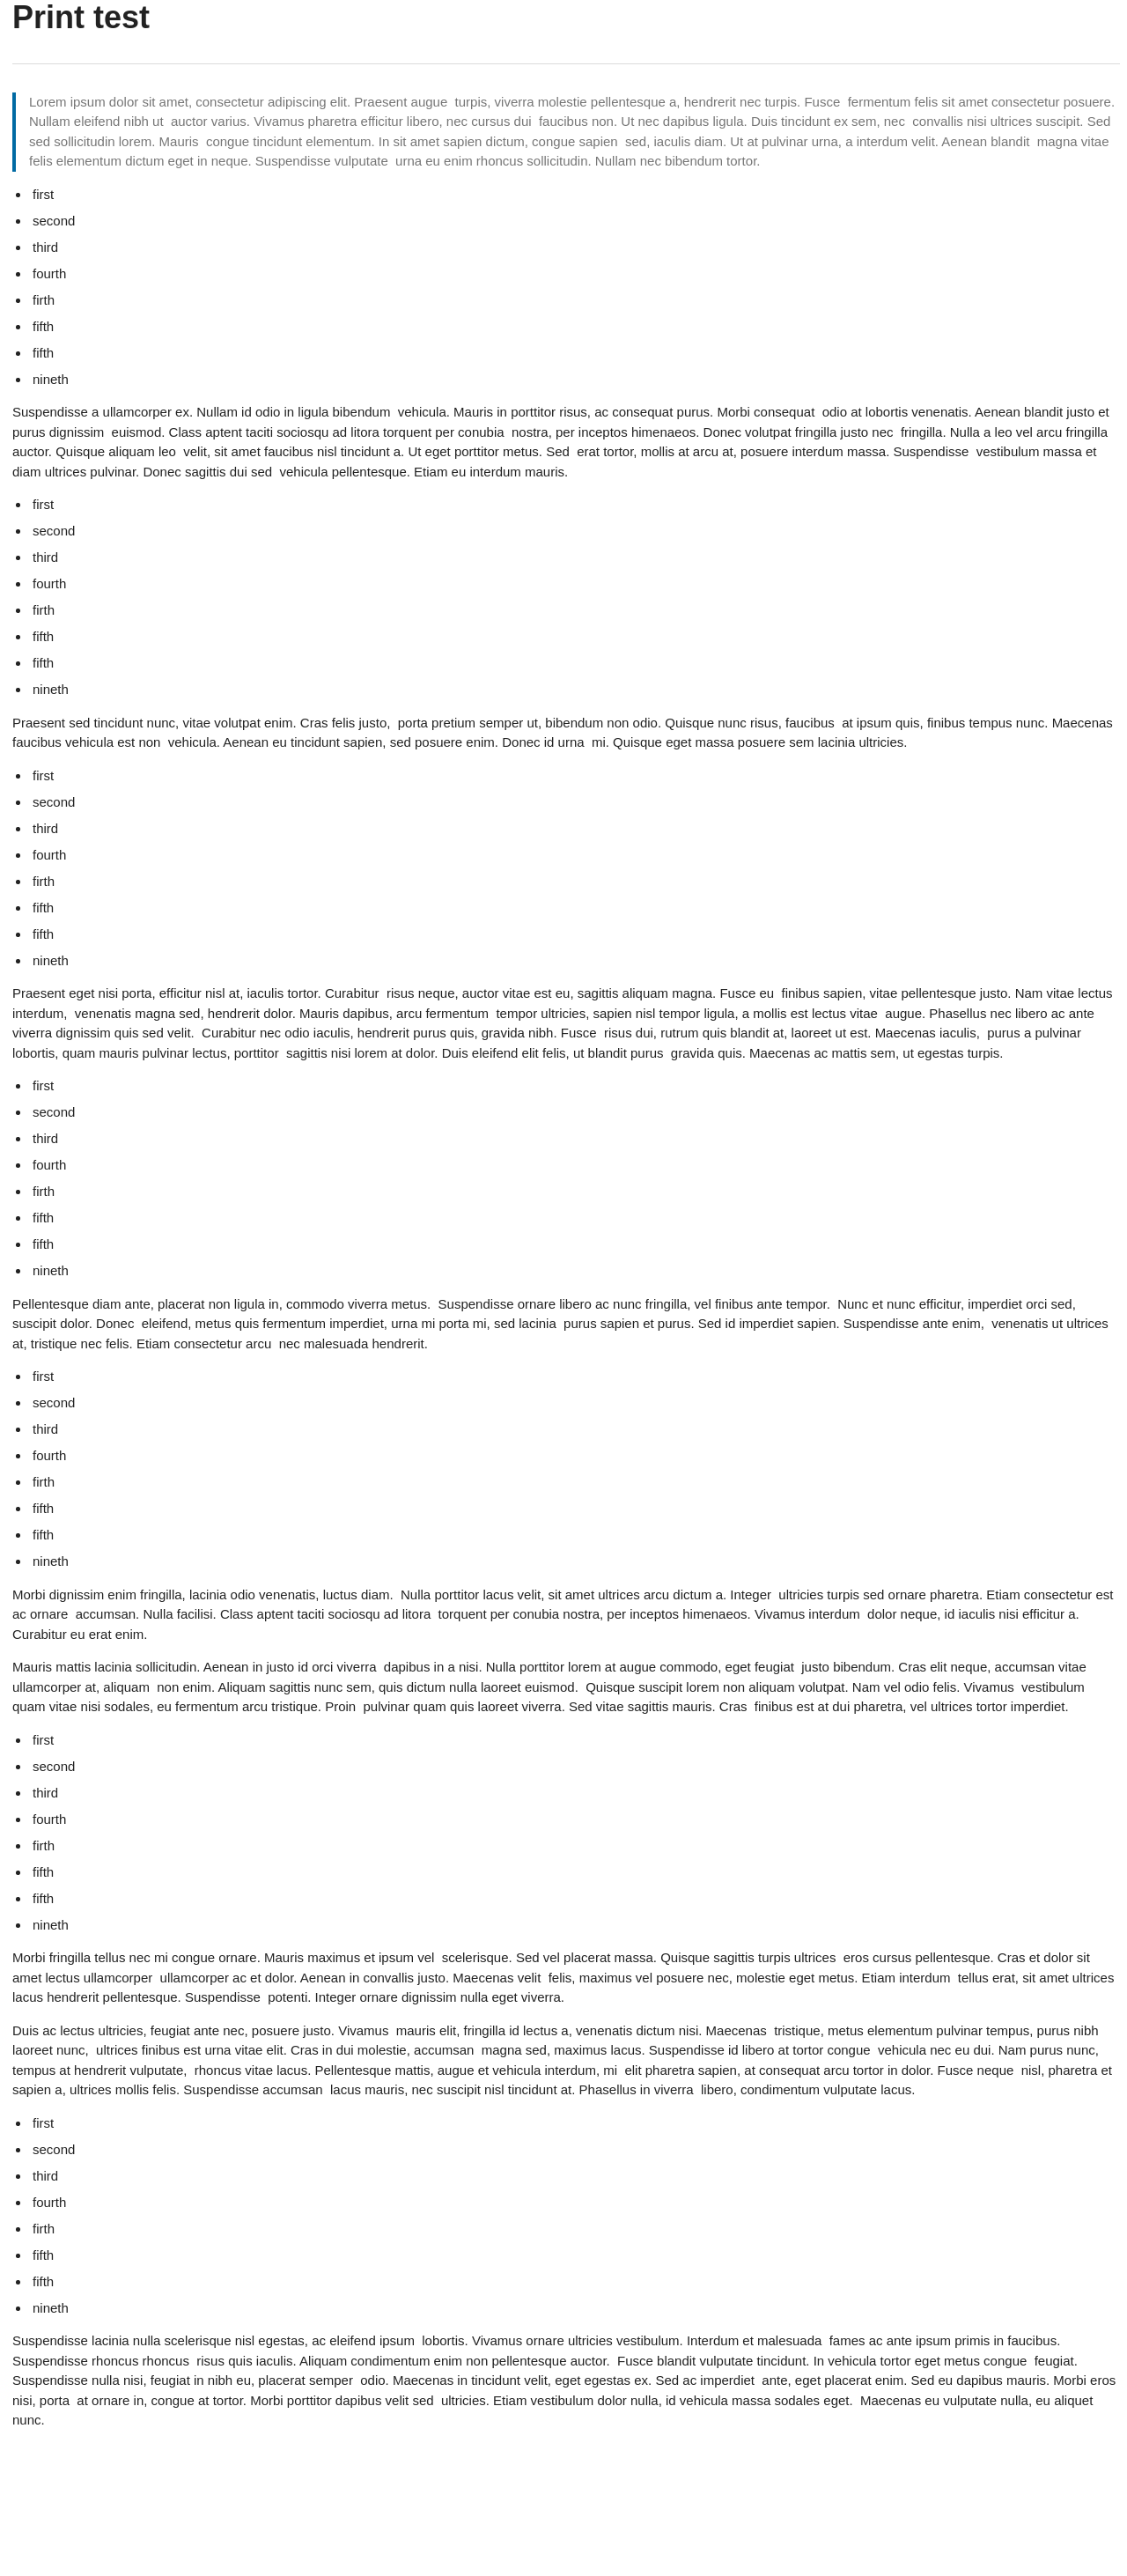 Print test
Lorem ipsum dolor sit amet, consectetur adipiscing elit. Praesent augue  turpis, viverra molestie pellentesque a, hendrerit nec turpis. Fusce  fermentum felis sit amet consectetur posuere.
Nullam eleifend nibh ut  auctor varius. Vivamus pharetra efficitur libero, nec cursus dui  faucibus non. Ut nec dapibus ligula. Duis tincidunt ex sem, nec  convallis nisi ultrices suscipit. Sed
sed sollicitudin lorem. Mauris  congue tincidunt elementum. In sit amet sapien dictum, congue sapien  sed, iaculis diam. Ut at pulvinar urna, a interdum velit. Aenean blandit  magna vitae
felis elementum dictum eget in neque. Suspendisse vulputate  urna eu enim rhoncus sollicitudin. Nullam nec bibendum tortor.
• first
• second
• third
• fourth
• firth
• fifth
• fifth
• nineth
Suspendisse a ullamcorper ex. Nullam id odio in ligula bibendum  vehicula. Mauris in porttitor risus, ac consequat purus. Morbi consequat  odio at lobortis venenatis. Aenean blandit justo et
purus dignissim  euismod. Class aptent taciti sociosqu ad litora torquent per conubia  nostra, per inceptos himenaeos. Donec volutpat fringilla justo nec  fringilla. Nulla a leo vel arcu fringilla
auctor. Quisque aliquam leo  velit, sit amet faucibus nisl tincidunt a. Ut eget porttitor metus. Sed  erat tortor, mollis at arcu at, posuere interdum massa. Suspendisse  vestibulum massa et
diam ultrices pulvinar. Donec sagittis dui sed  vehicula pellentesque. Etiam eu interdum mauris.
• first
• second
• third
• fourth
• firth
• fifth
• fifth
• nineth
Praesent sed tincidunt nunc, vitae volutpat enim. Cras felis justo,  porta pretium semper ut, bibendum non odio. Quisque nunc risus, faucibus  at ipsum quis, finibus tempus nunc. Maecenas
faucibus vehicula est non  vehicula. Aenean eu tincidunt sapien, sed posuere enim. Donec id urna  mi. Quisque eget massa posuere sem lacinia ultricies.
• first
• second
• third
• fourth
• firth
• fifth
• fifth
• nineth
Praesent eget nisi porta, efficitur nisl at, iaculis tortor. Curabitur  risus neque, auctor vitae est eu, sagittis aliquam magna. Fusce eu  finibus sapien, vitae pellentesque justo. Nam vitae lectus
interdum,  venenatis magna sed, hendrerit dolor. Mauris dapibus, arcu fermentum  tempor ultricies, sapien nisl tempor ligula, a mollis est lectus vitae  augue. Phasellus nec libero ac ante
viverra dignissim quis sed velit.  Curabitur nec odio iaculis, hendrerit purus quis, gravida nibh. Fusce  risus dui, rutrum quis blandit at, laoreet ut est. Maecenas iaculis,  purus a pulvinar
lobortis, quam mauris pulvinar lectus, porttitor  sagittis nisi lorem at dolor. Duis eleifend elit felis, ut blandit purus  gravida quis. Maecenas ac mattis sem, ut egestas turpis.
• first
• second
• third
• fourth
• firth
• fifth
• fifth
• nineth
Pellentesque diam ante, placerat non ligula in, commodo viverra metus.  Suspendisse ornare libero ac nunc fringilla, vel finibus ante tempor.  Nunc et nunc efficitur, imperdiet orci sed,
suscipit dolor. Donec  eleifend, metus quis fermentum imperdiet, urna mi porta mi, sed lacinia  purus sapien et purus. Sed id imperdiet sapien. Suspendisse ante enim,  venenatis ut ultrices
at, tristique nec felis. Etiam consectetur arcu  nec malesuada hendrerit.
• first
• second
• third
• fourth
• firth
• fifth
• fifth
• nineth
Morbi dignissim enim fringilla, lacinia odio venenatis, luctus diam.  Nulla porttitor lacus velit, sit amet ultrices arcu dictum a. Integer  ultricies turpis sed ornare pharetra. Etiam consectetur est
ac ornare  accumsan. Nulla facilisi. Class aptent taciti sociosqu ad litora  torquent per conubia nostra, per inceptos himenaeos. Vivamus interdum  dolor neque, id iaculis nisi efficitur a.
Curabitur eu erat enim.
Mauris mattis lacinia sollicitudin. Aenean in justo id orci viverra  dapibus in a nisi. Nulla porttitor lorem at augue commodo, eget feugiat  justo bibendum. Cras elit neque, accumsan vitae
ullamcorper at, aliquam  non enim. Aliquam sagittis nunc sem, quis dictum nulla laoreet euismod.  Quisque suscipit lorem non aliquam volutpat. Nam vel odio felis. Vivamus  vestibulum
quam vitae nisi sodales, eu fermentum arcu tristique. Proin  pulvinar quam quis laoreet viverra. Sed vitae sagittis mauris. Cras  finibus est at dui pharetra, vel ultrices tortor imperdiet.
• first
• second
• third
• fourth
• firth
• fifth
• fifth
• nineth
Morbi fringilla tellus nec mi congue ornare. Mauris maximus et ipsum vel  scelerisque. Sed vel placerat massa. Quisque sagittis turpis ultrices  eros cursus pellentesque. Cras et dolor sit
amet lectus ullamcorper  ullamcorper ac et dolor. Aenean in convallis justo. Maecenas velit  felis, maximus vel posuere nec, molestie eget metus. Etiam interdum  tellus erat, sit amet ultrices
lacus hendrerit pellentesque. Suspendisse  potenti. Integer ornare dignissim nulla eget viverra.
Duis ac lectus ultricies, feugiat ante nec, posuere justo. Vivamus  mauris elit, fringilla id lectus a, venenatis dictum nisi. Maecenas  tristique, metus elementum pulvinar tempus, purus nibh
laoreet nunc,  ultrices finibus est urna vitae elit. Cras in dui molestie, accumsan  magna sed, maximus lacus. Suspendisse id libero at tortor congue  vehicula nec eu dui. Nam purus nunc,
tempus at hendrerit vulputate,  rhoncus vitae lacus. Pellentesque mattis, augue et vehicula interdum, mi  elit pharetra sapien, at consequat arcu tortor in dolor. Fusce neque  nisl, pharetra et
sapien a, ultrices mollis felis. Suspendisse accumsan  lacus mauris, nec suscipit nisl tincidunt at. Phasellus in viverra  libero, condimentum vulputate lacus.
• first
• second
• third
• fourth
• firth
• fifth
• fifth
• nineth
Suspendisse lacinia nulla scelerisque nisl egestas, ac eleifend ipsum  lobortis. Vivamus ornare ultricies vestibulum. Interdum et malesuada  fames ac ante ipsum primis in faucibus.
Suspendisse rhoncus rhoncus  risus quis iaculis. Aliquam condimentum enim non pellentesque auctor.  Fusce blandit vulputate tincidunt. In vehicula tortor eget metus congue  feugiat.
Suspendisse nulla nisi, feugiat in nibh eu, placerat semper  odio. Maecenas in tincidunt velit, eget egestas ex. Sed ac imperdiet  ante, eget placerat enim. Sed eu dapibus mauris. Morbi eros
nisi, porta  at ornare in, congue at tortor. Morbi porttitor dapibus velit sed  ultricies. Etiam vestibulum dolor nulla, id vehicula massa sodales eget.  Maecenas eu vulputate nulla, eu aliquet
nunc.